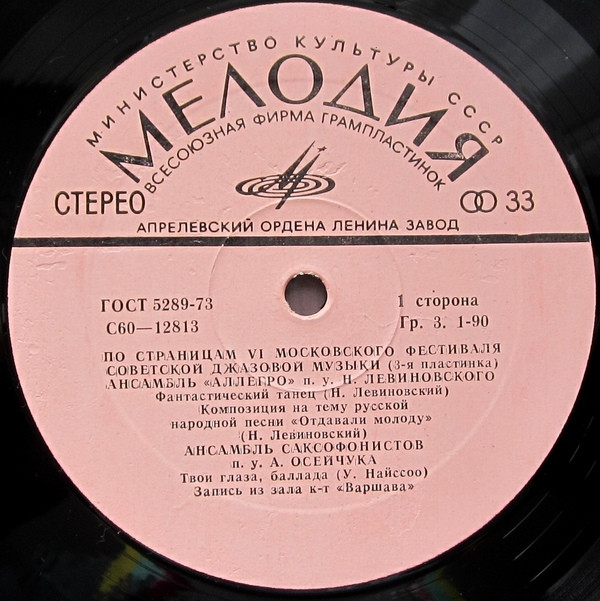 МИНИСТЕРСТВО КУЛЬТУРЫ СССР
МЕЛОДИЯ
ВСЕСОЮЗНАЯ ФИРМА ГРАМПЛАСТИНОК
СТЕРЕО
33
АПРЕЛЕВСКИЙ ОРДЕНА ЛЕНИНА ЗАВОД
ГОСТ 5289-73
1 сторона
С60—12813
Гр. 3. 1-90
ПО СТРАНИЦАМ VI МОСКОВСКОГО ФЕСТИВАЛЯ
СОВЕТСКОЙ ДЖАЗОВОЙ МУЗЫКИ (3-я пластинка)
АНСАМБЛЬ «АЛЛЕГРО» п. у. Н. ЛЕВИНОВСКОГО
Фантастический танец (Н. Левиновский)
Композиция на тему русской
народной песни «Отдавали молоду»
(Н. Левиновский)
АНСАМБЛЬ САКСОФОНИСТОВ
п. у. А. ОСЕЙЧУКА
Твои глаза, баллада (У. Найссоо)
Запись из зала к-т «Варшава»